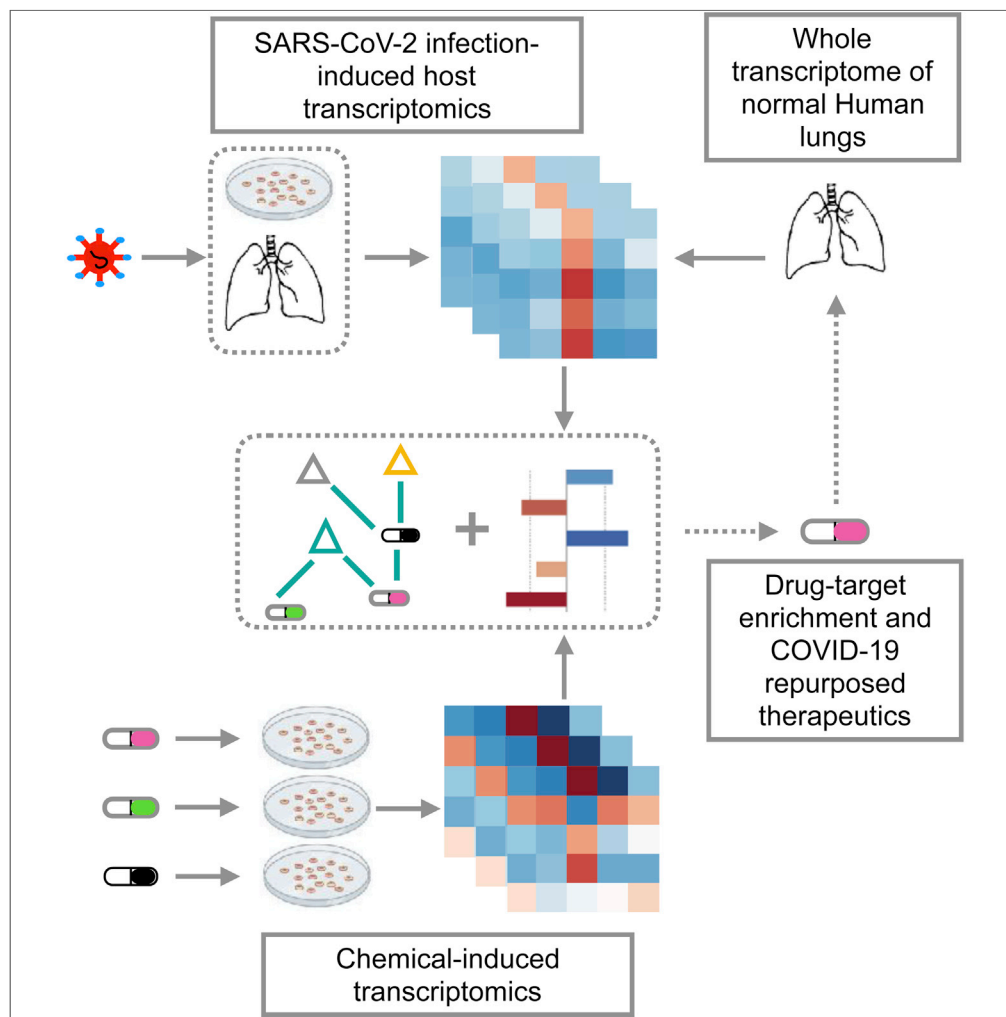 SARS-CoV-2 infection-
induced host
transcriptomics
Whole
transcriptome of
normal Human
lungs
Drug-target
enrichment and
COVID-19
repurposed
therapeutics
Chemical-induced
transcriptomics